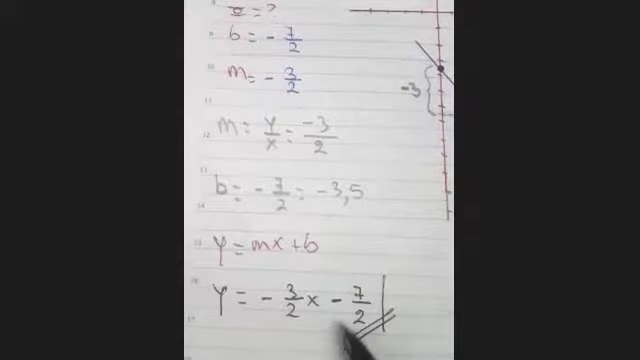 b = - 7/2
m = - 3/2
-3
m = y/x = -3/2
b = - 7/2 = -3,5
y = mx + b
y = - 3/2 x - 7/2